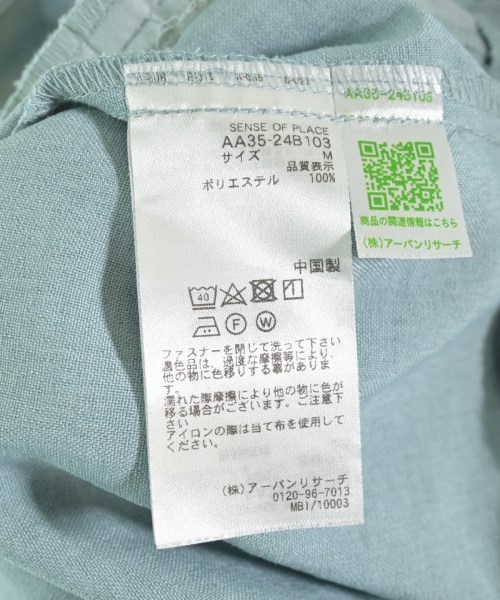 SENSE OF PLACE
AA35-24B103
サイズ M
品質表示
ポリエステル 100%
中国製
40
F W
ファスナーを閉じて洗って下さい
濃色品は、過度な摩擦等により、
他の物に色移りする事があります。
濡れた際摩擦により他の物に色が
移る場合がございます。ご注意下
さい
アイロンの際は当て布を使用して
ください。
(株)アーバンリサーチ
0120-96-7013
MBI/10003
AA35-24B103
商品の関連情報はこちら
(株)アーバンリサーチ